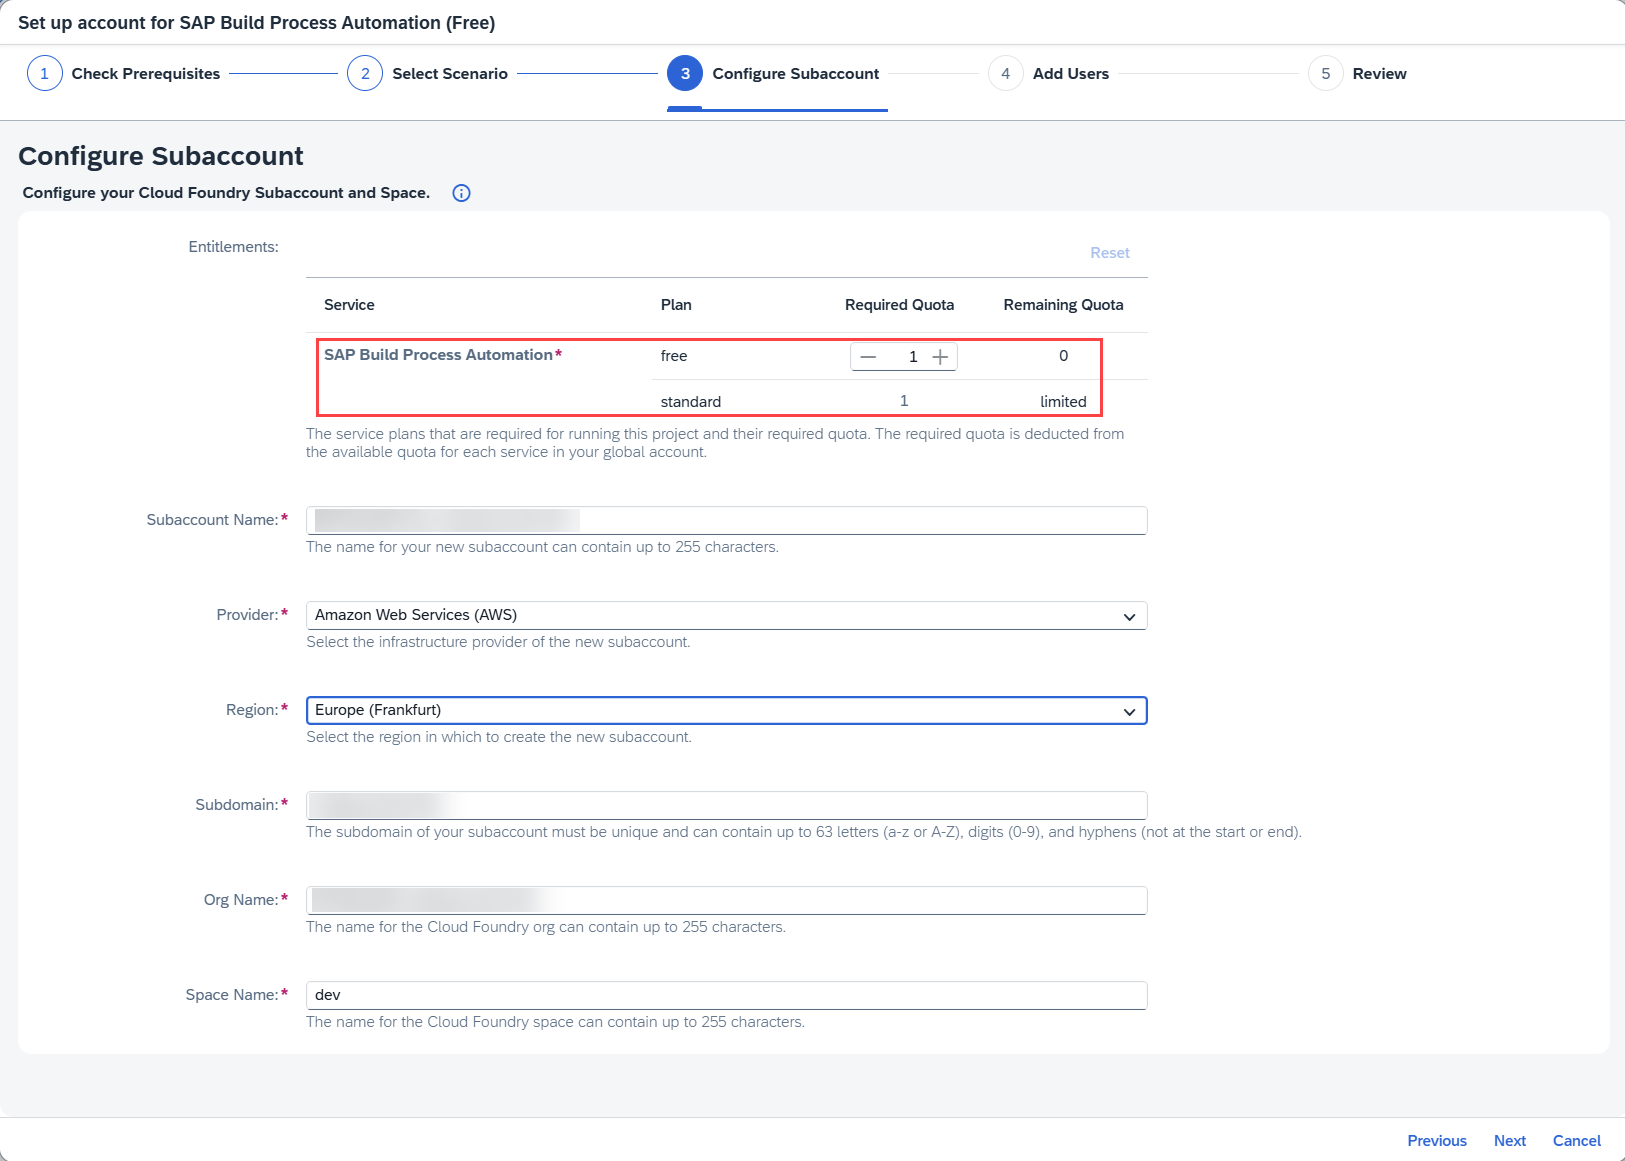 Set up account for SAP Build Process Automation (Free)
1 Check Prerequisites 2 Select Scenario 3 Configure Subaccount 4 Add Users 5 Review
Configure Subaccount
Configure your Cloud Foundry Subaccount and Space.
Entitlements:
Reset
Service Plan Required Quota Remaining Quota
SAP Build Process Automation* free 1 0
standard 1 limited
The service plans that are required for running this project and their required quota. The required quota is deducted from
the available quota for each service in your global account.
Subaccount Name:*
The name for your new subaccount can contain up to 255 characters.
Provider:* Amazon Web Services (AWS)
Select the infrastructure provider of the new subaccount.
Region:* Europe (Frankfurt)
Select the region in which to create the new subaccount.
Subdomain:*
The subdomain of your subaccount must be unique and can contain up to 63 letters (a-z or A-Z), digits (0-9), and hyphens (not at the start or end).
Org Name:*
The name for the Cloud Foundry org can contain up to 255 characters.
Space Name:* dev
The name for the Cloud Foundry space can contain up to 255 characters.
Previous Next Cancel